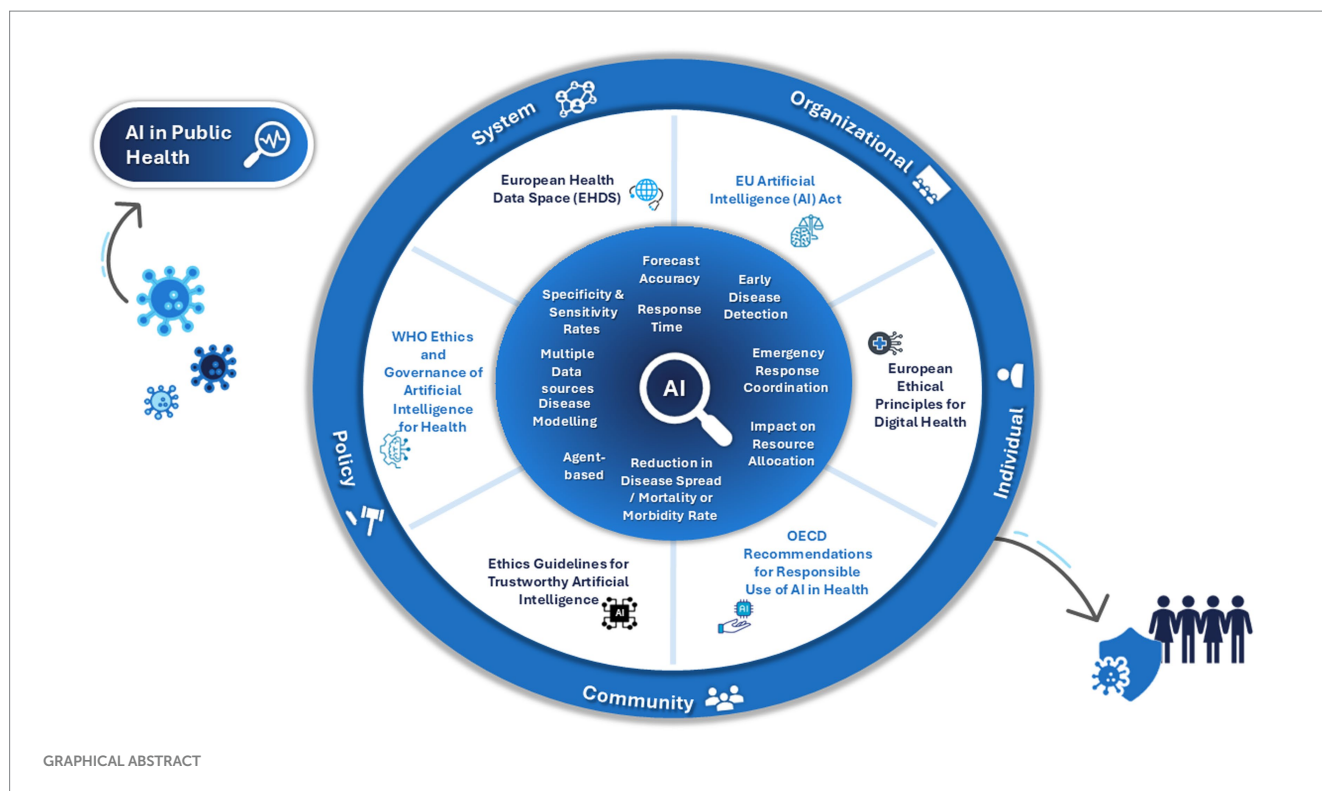 AI in Public
Health
System
Organizational
Individual
Community
Policy
European Health
Data Space (EHDS)
EU Artificial
Intelligence (AI) Act
European
Ethical
Principles for
Digital Health
OECD
Recommendations
for Responsible
Use of AI in Health
AI
Ethics Guidelines for
Trustworthy Artificial
Intelligence
AI
WHO Ethics
and
Governance of
Artificial
Intelligence
for Health
Forecast
Accuracy
Response
Time
Early
Disease
Detection
Emergency
Response
Coordination
Impact on
Resource
Allocation
Reduction in
Disease Spread
/ Mortality or
Morbidity Rate
Agent-
based
Multiple
Data
sources
Disease
Modelling
Specificity &
Sensitivity
Rates
AI
GRAPHICAL ABSTRACT